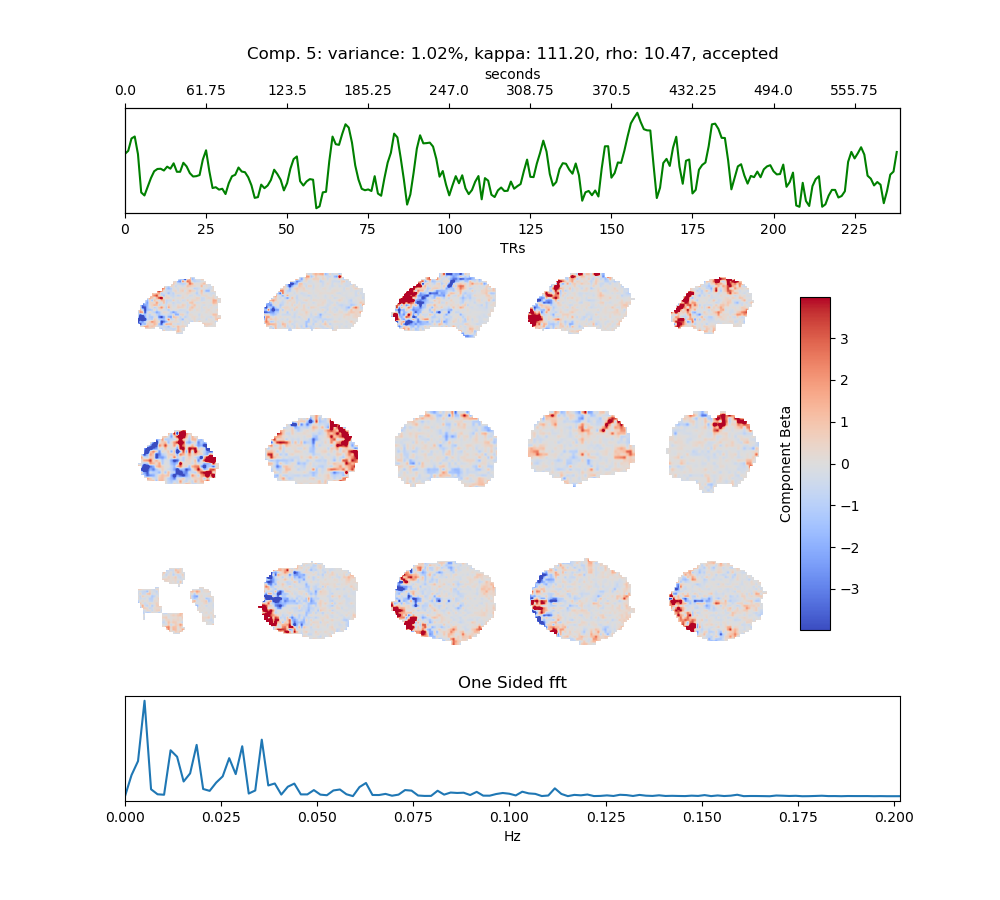 Comp. 5: variance: 1.02%, kappa: 111.20, rho: 10.47, accepted
seconds
0.0 61.75 123.5 185.25 247.0 308.75 370.5 432.25 494.0 555.75
0 25 50 75 100 125 150 175 200 225
TRs
3
2
1
0
−1
−2
−3
Component Beta
One Sided fft
0.000 0.025 0.050 0.075 0.100 0.125 0.150 0.175 0.200
Hz